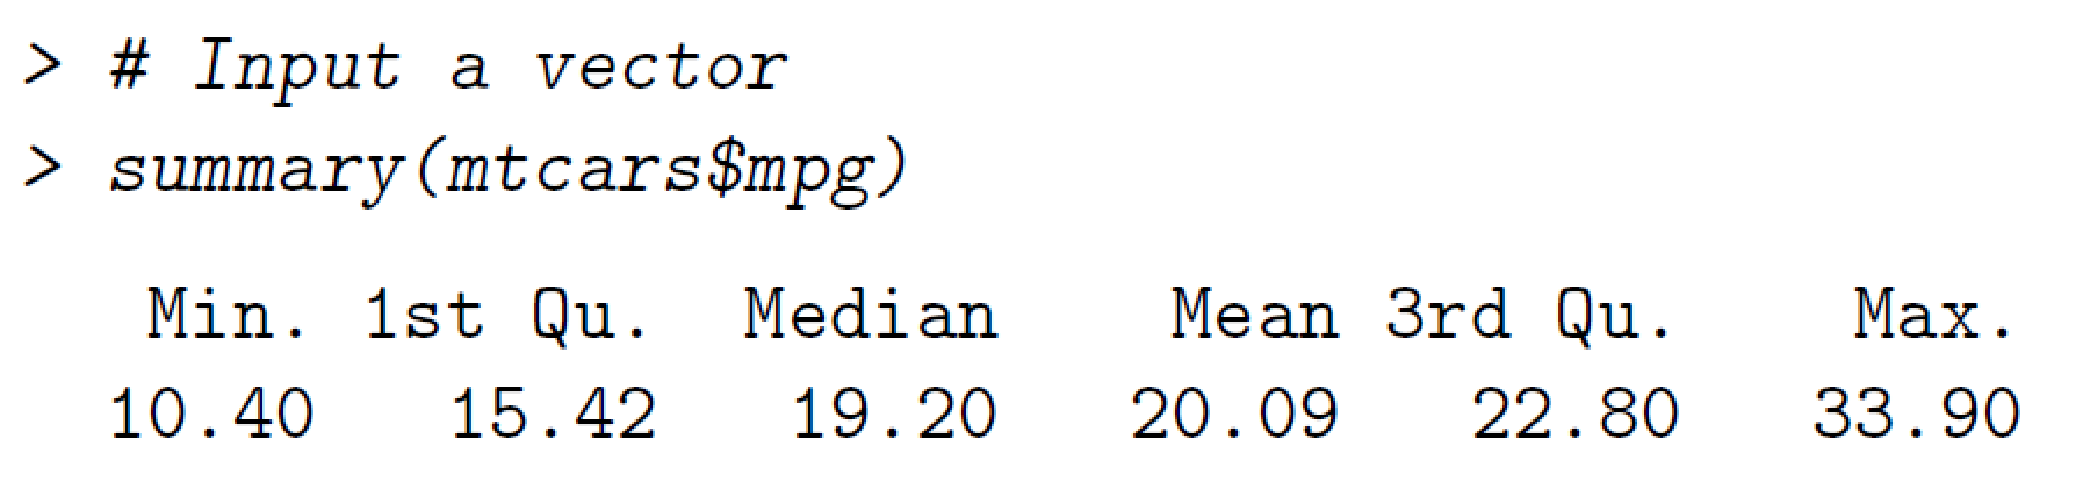 > # Input a vector
> summary(mtcars$mpg)
Min. 1st Qu. Median Mean 3rd Qu. Max.
10.40 15.42 19.20 20.09 22.80 33.90